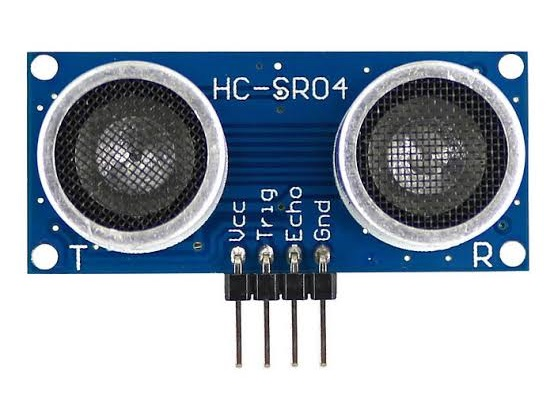 HC-SR04
Vcc
Trig
Echo
Gnd
T
R